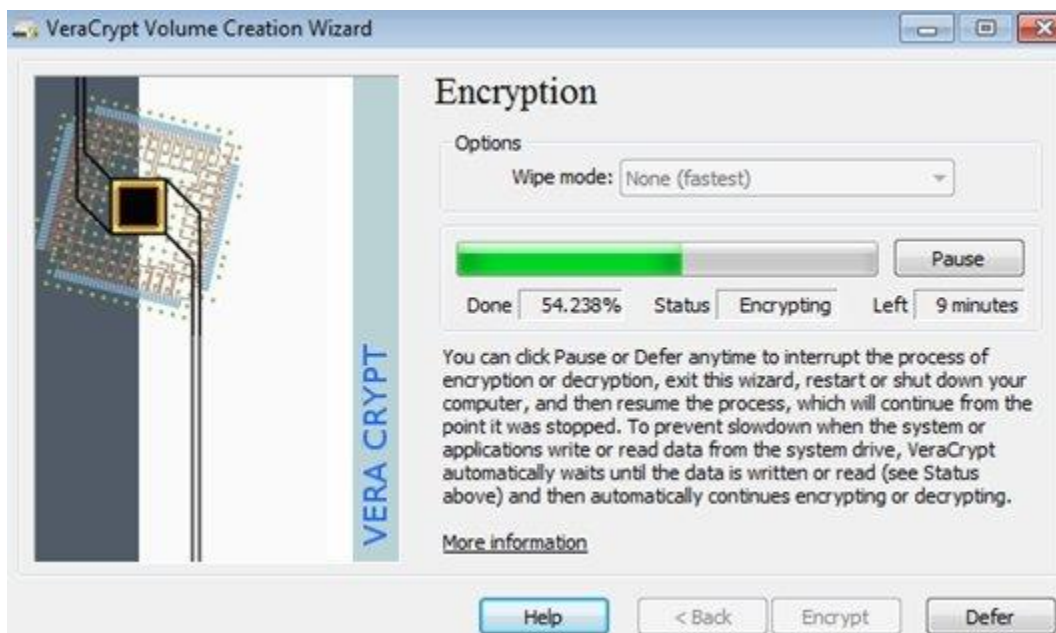 VeraCrypt Volume Creation Wizard
VERA CRYPT
Encryption
Options
Wipe mode: None (fastest)
Pause
Done 54.238% Status Encrypting Left 9 minutes
You can click Pause or Defer anytime to interrupt the process of
encryption or decryption, exit this wizard, restart or shut down your
computer, and then resume the process, which will continue from the
point it was stopped. To prevent slowdown when the system or
applications write or read data from the system drive, VeraCrypt
automatically waits until the data is written or read (see Status
above) and then automatically continues encrypting or decrypting.
More information
Help < Back Encrypt Defer